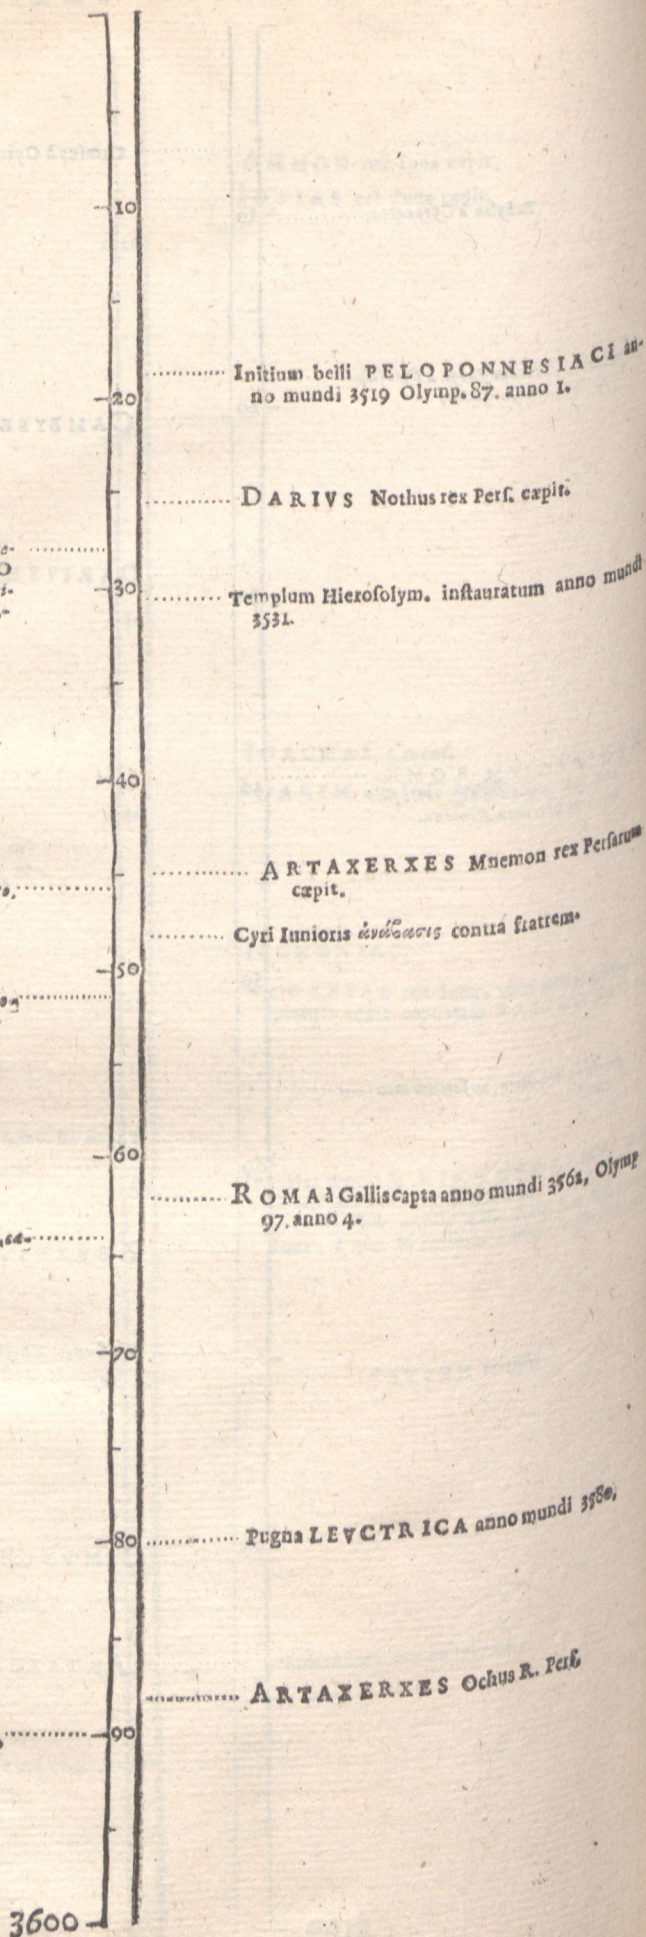 10
Initium belli PELOPONNESIACI an-
no mundi 3519 Olymp. 87. anno 1.
20
DARIVS Nothus rex Perſ. cæpit.
30
Templum Hieroſolym. inſtauratum anno mundi
3531.
40
ARTAXERXES Mnemon rex Perſarum
cæpit.
Cyri Iunioris ἀνάβασις contra fratrem.
50
60
ROMA à Gallis capta anno mundi 3562, Olymp
97. anno 4.
70
80
Pugna LEVCTRICA anno mundi 3580.
ARTAXERXES Ochus R. Perſ.
90
3600